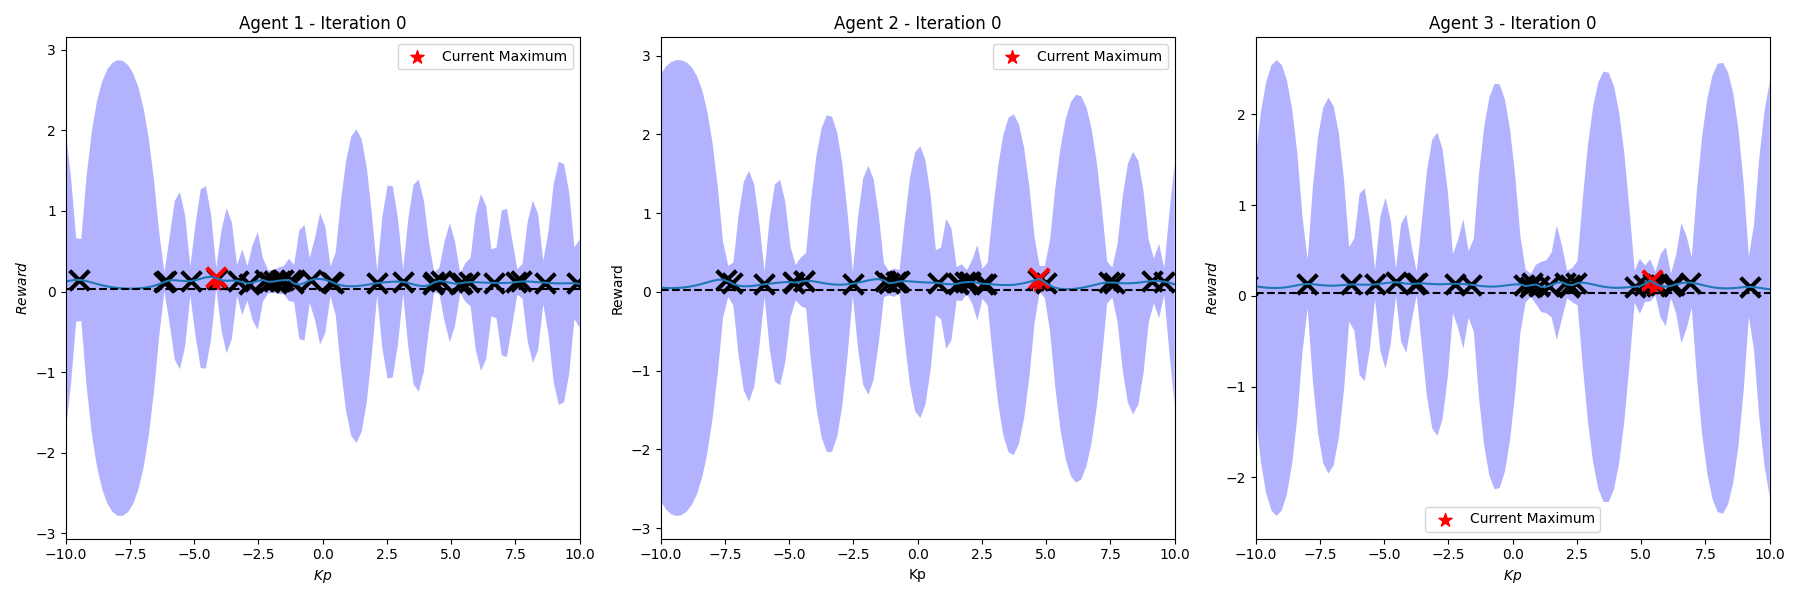 Agent 1 - Iteration 0
Current Maximum
Reward
3
2
1
0
−1
−2
−3
−10.0 −7.5 −5.0 −2.5 0.0 2.5 5.0 7.5 10.0
Kp
Agent 2 - Iteration 0
Current Maximum
Reward
3
2
1
0
−1
−2
−3
−10.0 −7.5 −5.0 −2.5 0.0 2.5 5.0 7.5 10.0
Kp
Agent 3 - Iteration 0
Reward
2
1
0
−1
−2
Current Maximum
−10.0 −7.5 −5.0 −2.5 0.0 2.5 5.0 7.5 10.0
Kp